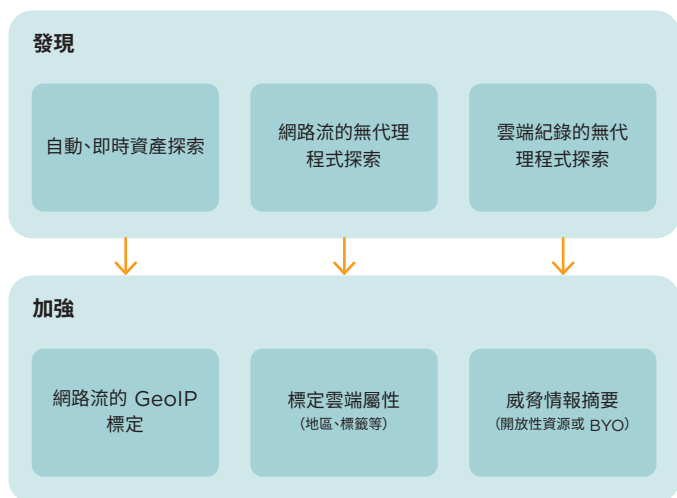 發現
自動、即時資產探索
網路流的無代理
程式探索
雲端紀錄的無代
理程式探索
加強
網路流的 GeoIP
標定
標定雲端屬性
（地區、標籤等）
威脅情報摘要
（開放性資源或 BYO）